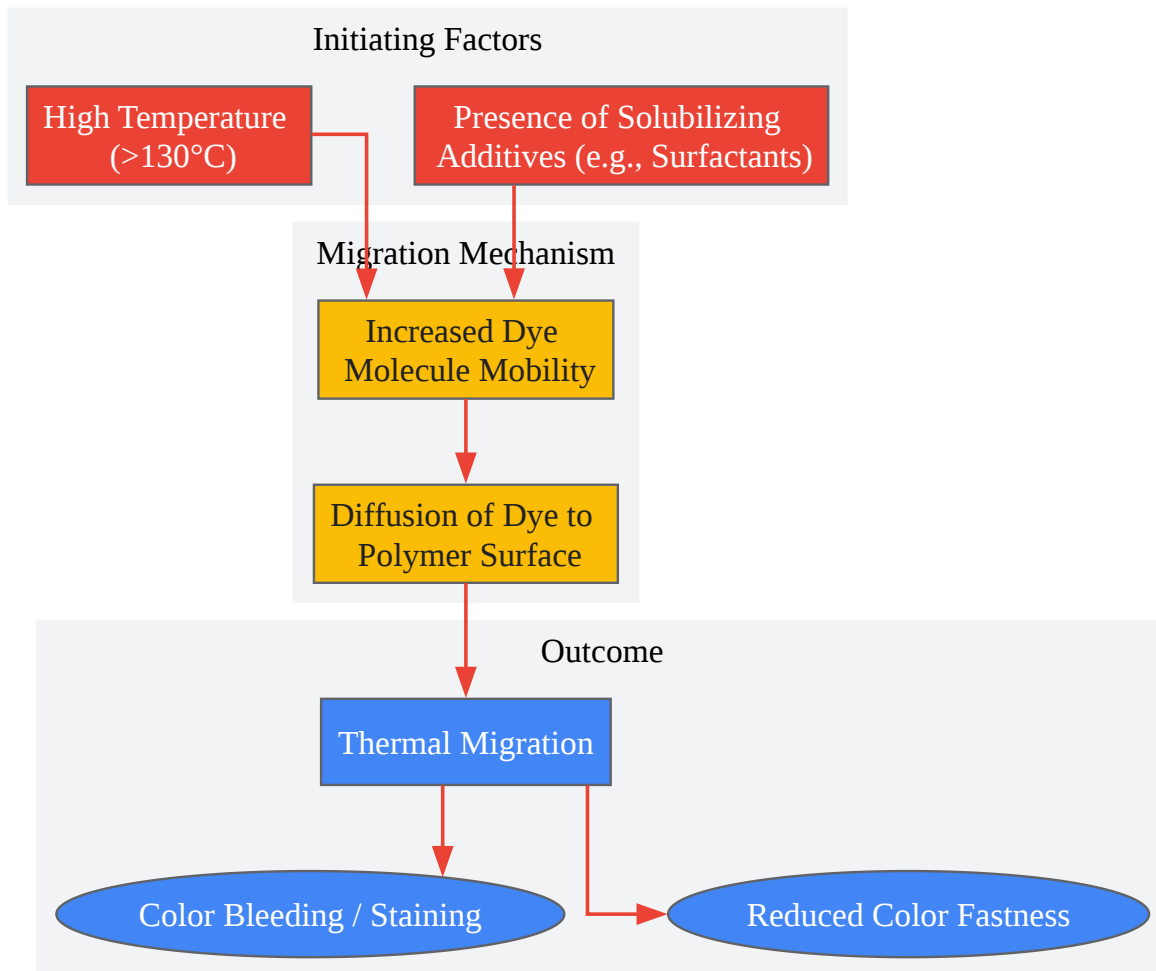 Initiating Factors
High Temperature
(>130°C)
Presence of Solubilizing
Additives (e.g., Surfactants)
Migration Mechanism
Increased Dye
Molecule Mobility
Diffusion of Dye to
Polymer Surface
Outcome
Thermal Migration
Color Bleeding / Staining
Reduced Color Fastness